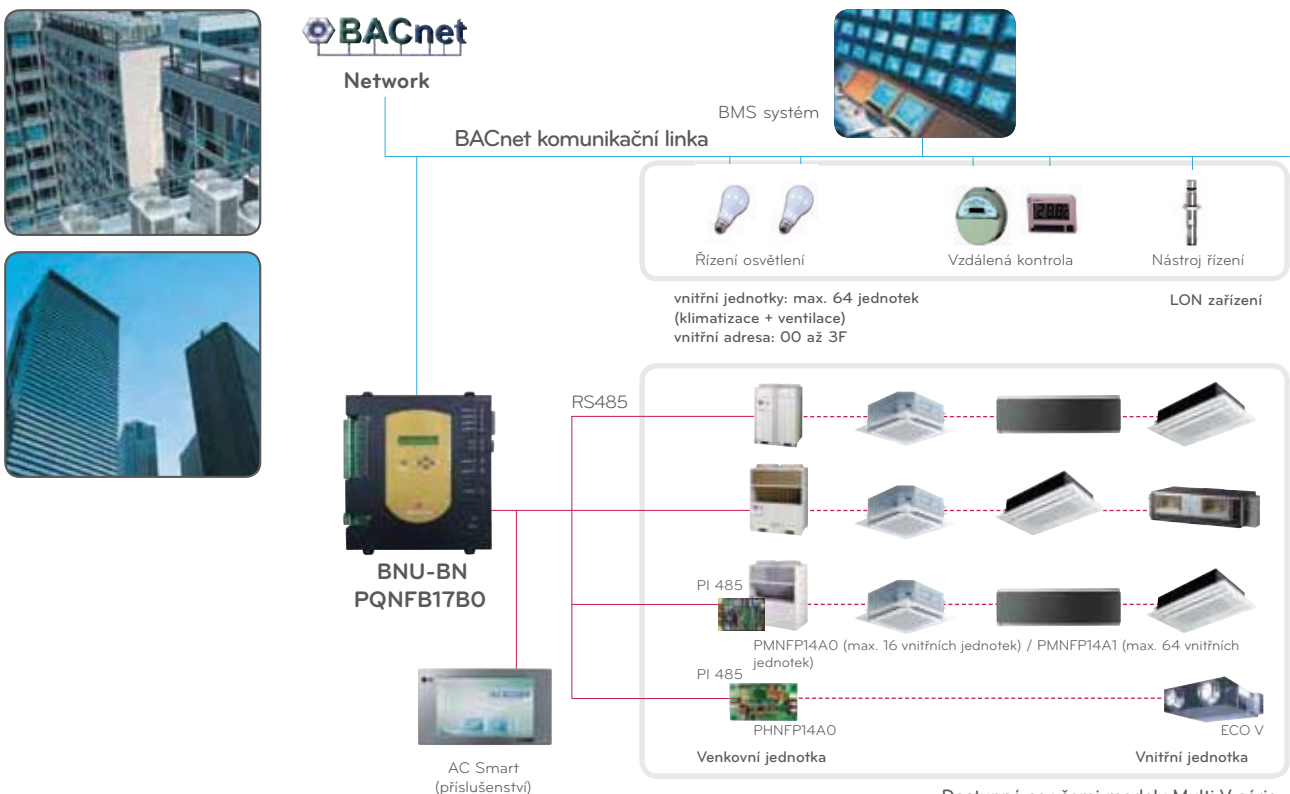 BACnet
Network
BMS systém
BACnet komunikační linka
Řízení osvětlení
Vzdálená kontrola
Nástroj řízení
vnitřní jednotky: max. 64 jednotek
(klimatizace + ventilace)
vnitřní adresa: 00 až 3F
LON zařízení
RS485
BNU-BN
PQNFB17B0
PI 485
PMNFP14A0 (max. 16 vnitřních jednotek) / PMNFP14A1 (max. 64 vnitřních
jednotek)
PI 485
PHNFP14A0
ECO V
Venkovní jednotka
Vnitřní jednotka
AC Smart
(příslušenství)